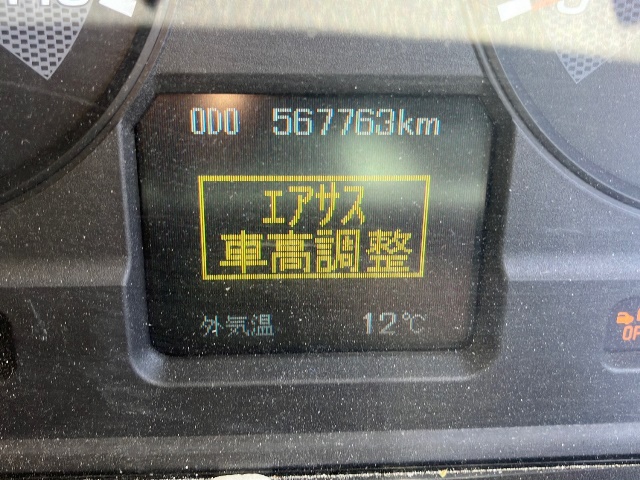 ODO 567763km
エアサス
車高調整
外気温 12℃